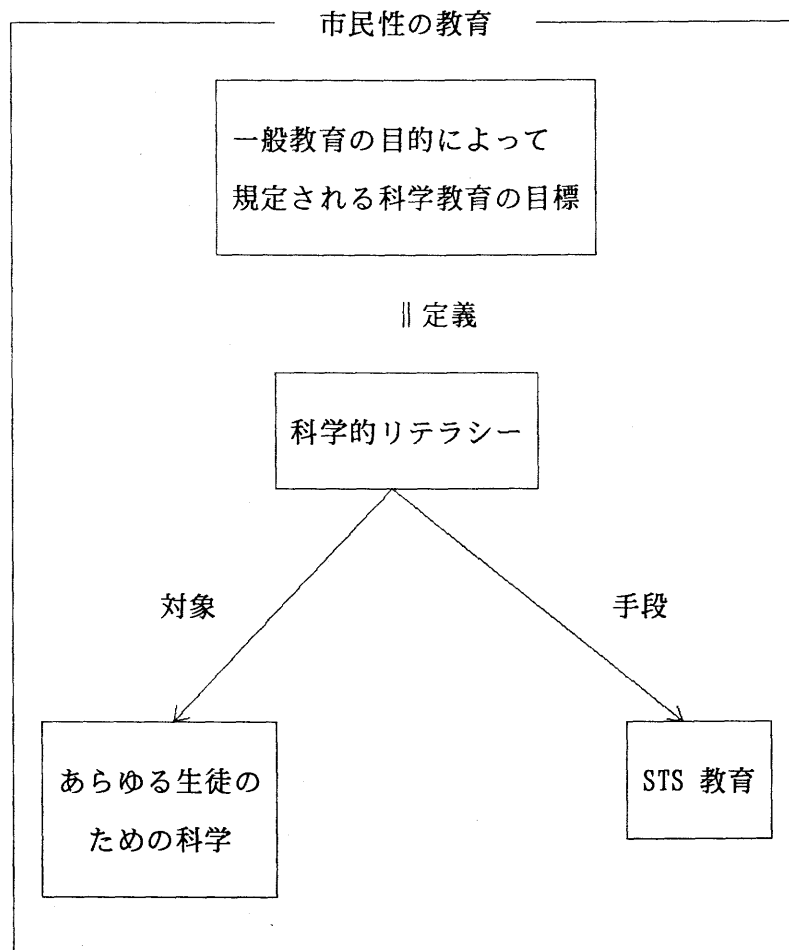 市民性の教育
一般教育の目的によって
規定される科学教育の目標
‖ 定義
科学的リテラシー
対象
手段
あらゆる生徒の
ための科学
STS 教育